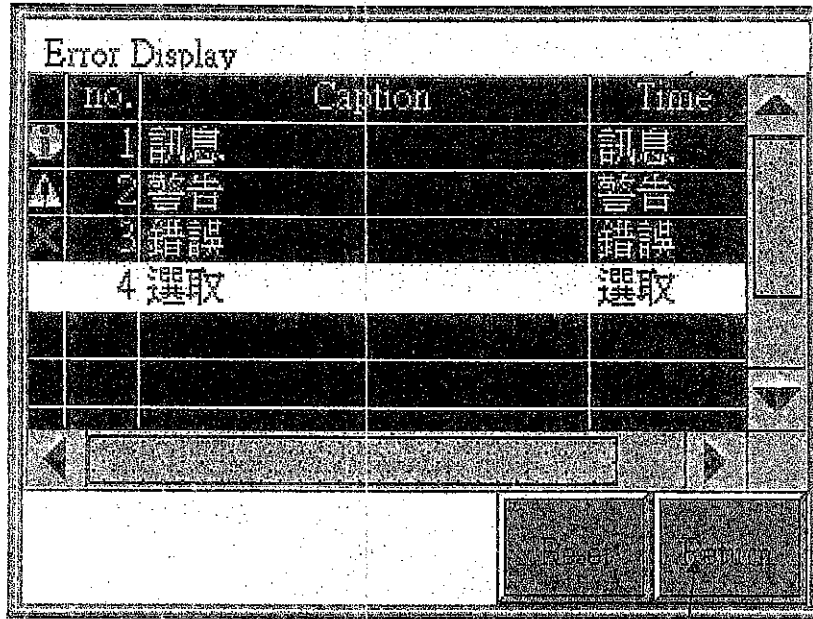 Error Display
no. Caption Time
1 訊息 訊息
2 警告 警告
3 錯誤 錯誤
4 選取 選取
Reset Return